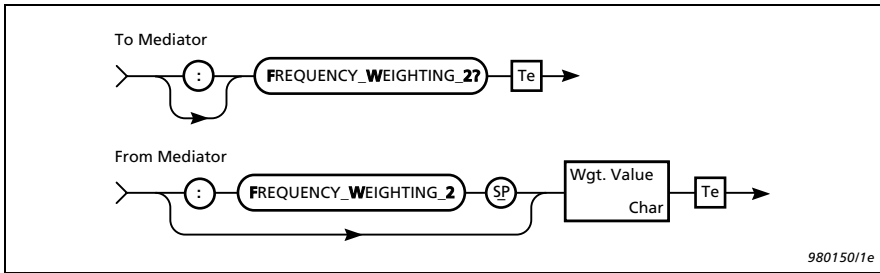 To Mediator
: FREQUENCY_WEIGHTING_2? Te
From Mediator
: FREQUENCY_WEIGHTING_2 SP Wgt. Value Te
Char
980150/1e